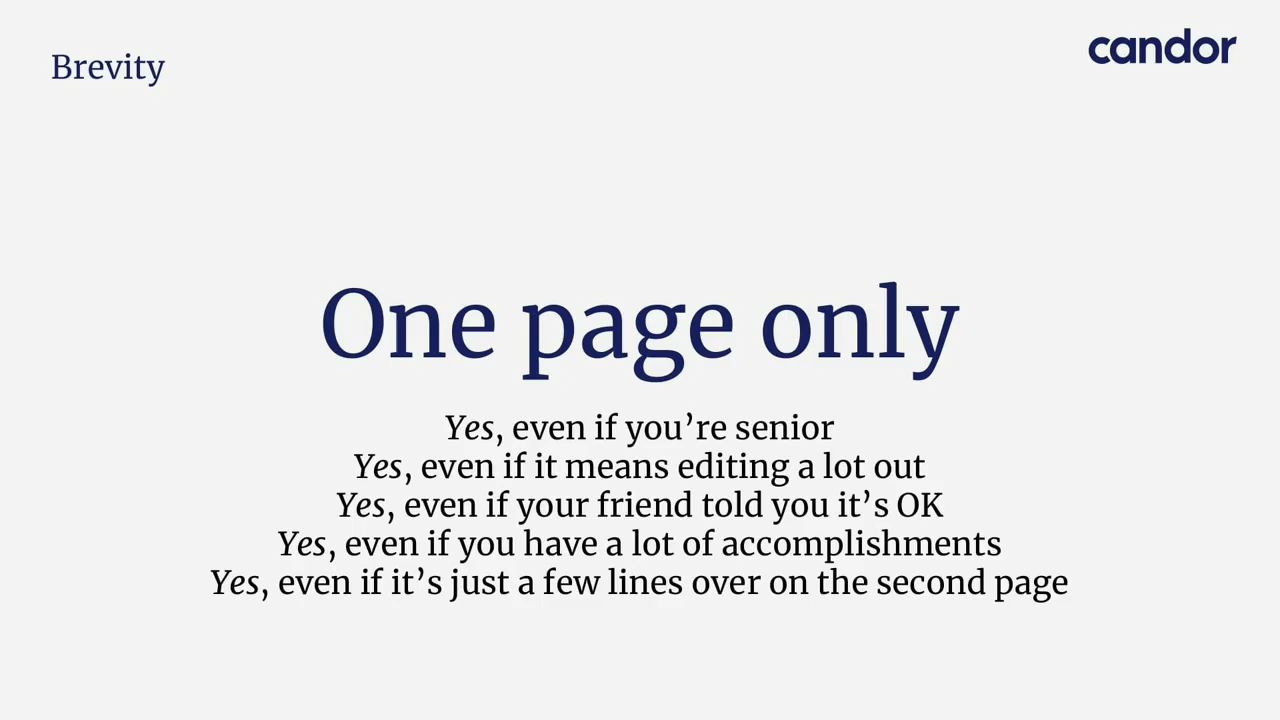 Brevity
candor
One page only
Yes, even if you’re senior
Yes, even if it means editing a lot out
Yes, even if your friend told you it’s OK
Yes, even if you have a lot of accomplishments
Yes, even if it’s just a few lines over on the second page